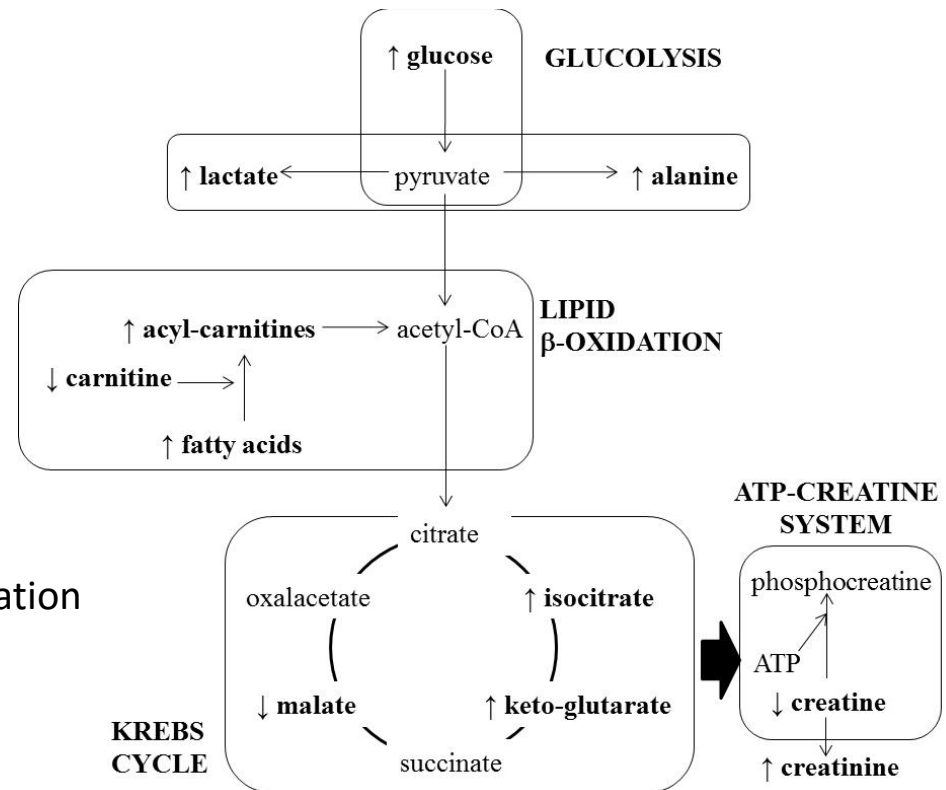 ↑ glucose
GLUCOLYSIS
↑ lactate
pyruvate
↑ alanine
LIPID
β-OXIDATION
↑ acyl-carnitines
acetyl-CoA
↓ carnitine
↑ fatty acids
ation
citrate
oxalacetate
↑ isocitrate
↓ malate
↑ keto-glutarate
succinate
KREBS
CYCLE
ATP-CREATINE
SYSTEM
phosphocreatine
ATP
↓ creatine
↑ creatinine